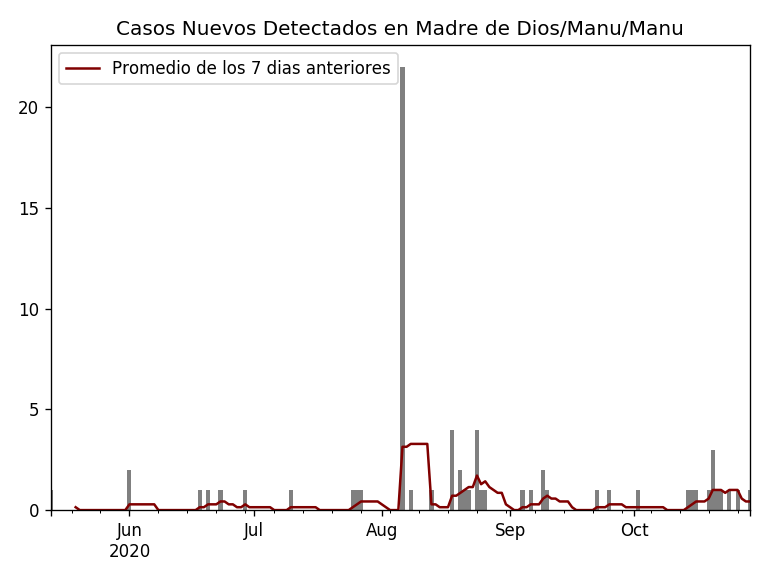 Casos Nuevos Detectados en Madre de Dios/Manu/Manu
Promedio de los 7 dias anteriores
20
15
10
5
0
Jun
2020
Jul
Aug
Sep
Oct